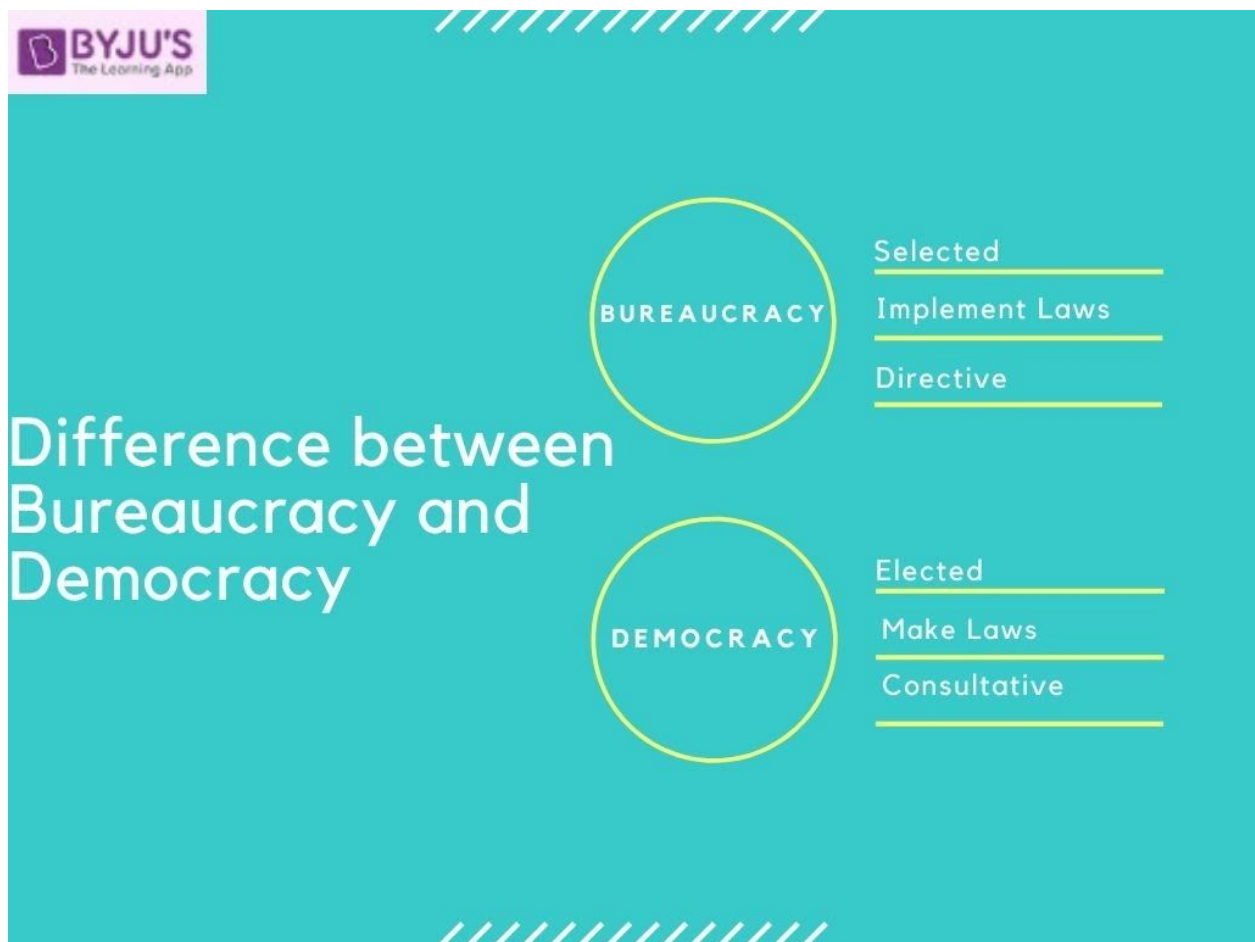 BYJU'S
The Learning App
Difference between
Bureaucracy and
Democracy
BUREAUCRACY
Selected
Implement Laws
Directive
DEMOCRACY
Elected
Make Laws
Consultative